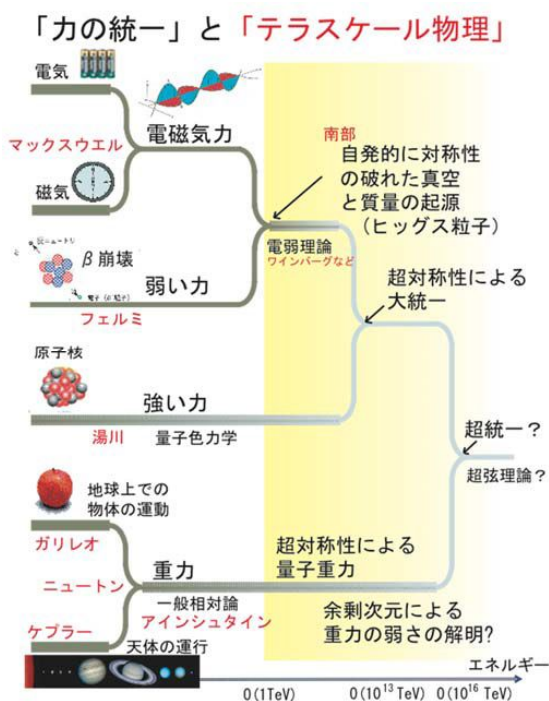 「力の統一」と「テラスケール物理」
電気
マックスウエル
電磁気力
磁気
南部
自発的に対称性
の破れた真空
と質量の起源
（ヒッグス粒子）
β崩壊
弱い力
フェルミ
電弱理論
ワインバーグなど
超対称性による
大統一
原子核
強い力
湯川
量子色力学
超統一？
超弦理論？
地球上での
物体の運動
ガリレオ
ニュートン
重力
一般相対論
アインシュタイン
ケプラー
天体の運行
超対称性による
量子重力
余剰次元による
重力の弱さの解明?
エネルギー
O(1TeV)
O(10¹³TeV)
O(10¹⁶TeV)